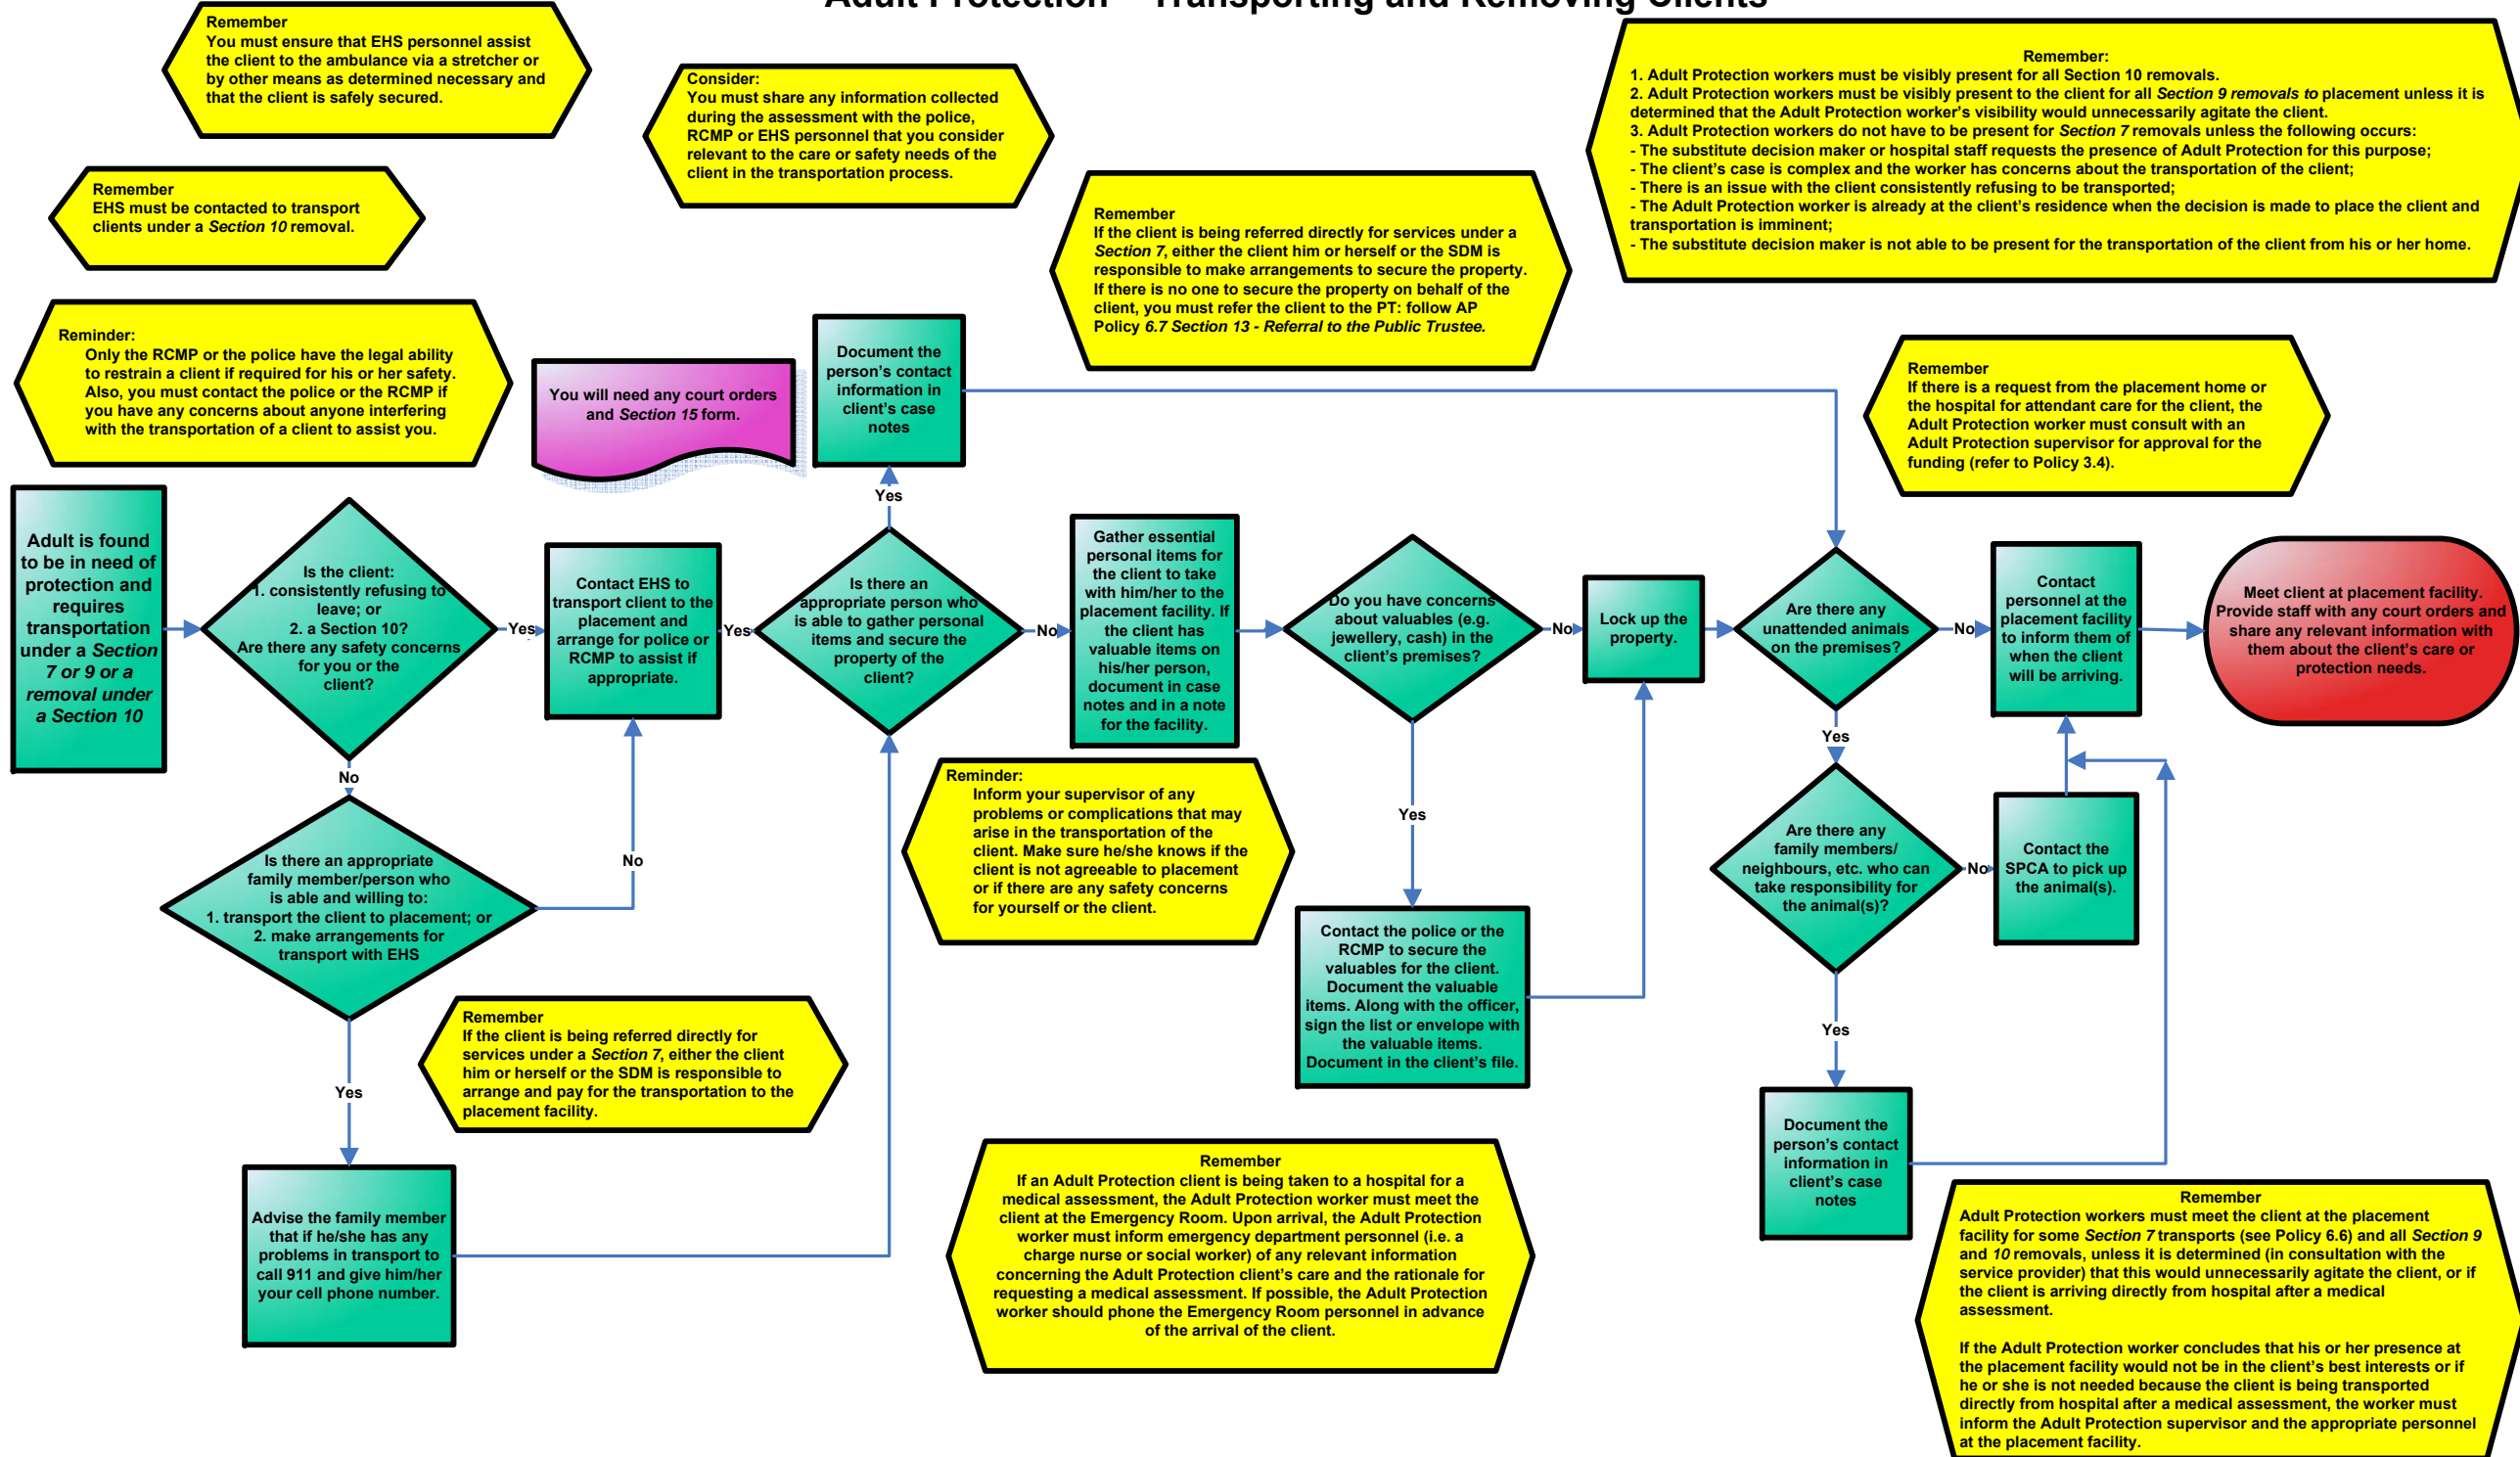 Adult Protection – Transporting and Removing Clients
Remember
You must ensure that EHS personnel assist
the client to the ambulance via a stretcher or
by other means as determined necessary and
that the client is safely secured.
Consider:
You must share any information collected
during the assessment with the police,
RCMP or EHS personnel that you consider
relevant to the care or safety needs of the
client in the transportation process.
Remember:
1. Adult Protection workers must be visibly present for all Section 10 removals.
2. Adult Protection workers must be visibly present to the client for all Section 9 removals to placement unless it is
determined that the Adult Protection worker’s visibility would unnecessarily agitate the client.
3. Adult Protection workers do not have to be present for Section 7 removals unless the following occurs:
- The substitute decision maker or hospital staff requests the presence of Adult Protection for this purpose;
- The client’s case is complex and the worker has concerns about the transportation of the client;
- There is an issue with the client consistently refusing to be transported;
- The Adult Protection worker is already at the client’s residence when the decision is made to place the client and
transportation is imminent;
- The substitute decision maker is not able to be present for the transportation of the client from his or her home.
Remember
EHS must be contacted to transport
clients under a Section 10 removal.
Remember
If the client is being referred directly for services under a
Section 7, either the client him or herself or the SDM is
responsible to make arrangements to secure the property.
If there is no one to secure the property on behalf of the
client, you must refer the client to the PT: follow AP
Policy 6.7 Section 13 - Referral to the Public Trustee.
Reminder:
Only the RCMP or the police have the legal ability
to restrain a client if required for his or her safety.
Also, you must contact the police or the RCMP if
you have any concerns about anyone interfering
with the transportation of a client to assist you.
You will need any court orders
and Section 15 form.
Document the
person’s contact
information in
client’s case
notes
Remember
If there is a request from the placement home or
the hospital for attendant care for the client, the
Adult Protection worker must consult with an
Adult Protection supervisor for approval for the
funding (refer to Policy 3.4).
Adult is found
to be in need of
protection and
requires
transportation
under a Section
7 or 9 or a
removal under
a Section 10
Is the client:
1. consistently refusing to
leave; or
2. a Section 10?
Are there any safety concerns
for you or the
client?
Yes
No
Contact EHS to
transport client to the
placement and
arrange for police or
RCMP to assist if
appropriate.
Yes
Is there an
appropriate person who
is able to gather personal
items and secure the
property of the
client?
Yes
No
Gather essential
personal items for
the client to take
with him/her to the
placement facility. If
the client has
valuable items on
his/her person,
document in case
notes and in a note
for the facility.
Do you have concerns
about valuables (e.g.
jewellery, cash) in the
client’s premises?
No
Yes
Lock up the
property.
Are there any
unattended animals
on the premises?
No
Yes
Contact
personnel at the
placement facility
to inform them of
when the client
will be arriving.
Meet client at placement facility.
Provide staff with any court orders and
share any relevant information with
them about the client’s care or
protection needs.
Is there an appropriate
family member/person who
is able and willing to:
1. transport the client to placement; or
2. make arrangements for
transport with EHS
No
Yes
Reminder:
Inform your supervisor of any
problems or complications that may
arise in the transportation of the
client. Make sure he/she knows if the
client is not agreeable to placement
or if there are any safety concerns
for yourself or the client.
Contact the police or the
RCMP to secure the
valuables for the client.
Document the valuable
items. Along with the officer,
sign the list or envelope with
the valuable items.
Document in the client’s file.
Are there any
family members/
neighbours, etc. who can
take responsibility for
the animal(s)?
No
Yes
Contact the
SPCA to pick up
the animal(s).
Remember
If the client is being referred directly for
services under a Section 7, either the client
him or herself or the SDM is responsible to
arrange and pay for the transportation to the
placement facility.
Advise the family member
that if he/she has any
problems in transport to
call 911 and give him/her
your cell phone number.
Remember
If an Adult Protection client is being taken to a hospital for a
medical assessment, the Adult Protection worker must meet the
client at the Emergency Room. Upon arrival, the Adult Protection
worker must inform emergency department personnel (i.e. a
charge nurse or social worker) of any relevant information
concerning the Adult Protection client’s care and the rationale for
requesting a medical assessment. If possible, the Adult Protection
worker should phone the Emergency Room personnel in advance
of the arrival of the client.
Document the
person’s contact
information in
client’s case
notes
Remember
Adult Protection workers must meet the client at the placement
facility for some Section 7 transports (see Policy 6.6) and all Section 9
and 10 removals, unless it is determined (in consultation with the
service provider) that this would unnecessarily agitate the client, or if
the client is arriving directly from hospital after a medical
assessment.
If the Adult Protection worker concludes that his or her presence at
the placement facility would not be in the client’s best interests or if
he or she is not needed because the client is being transported
directly from hospital after a medical assessment, the worker must
inform the Adult Protection supervisor and the appropriate personnel
at the placement facility.